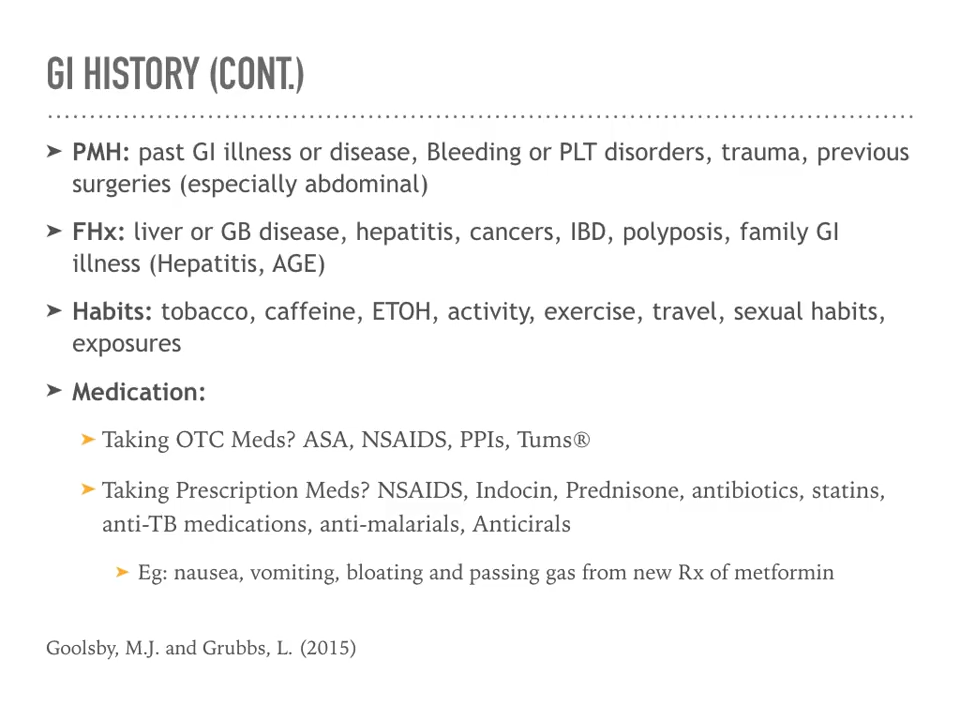 GI HISTORY (CONT.)
➤ PMH: past GI illness or disease, Bleeding or PLT disorders, trauma, previous
surgeries (especially abdominal)
➤ FHx: liver or GB disease, hepatitis, cancers, IBD, polyposis, family GI
illness (Hepatitis, AGE)
➤ Habits: tobacco, caffeine, ETOH, activity, exercise, travel, sexual habits,
exposures
➤ Medication:
➤ Taking OTC Meds? ASA, NSAIDS, PPIs, Tums®
➤ Taking Prescription Meds? NSAIDS, Indocin, Prednisone, antibiotics, statins,
anti-TB medications, anti-malarials, Anticirals
➤ Eg: nausea, vomiting, bloating and passing gas from new Rx of metformin
Goolsby, M.J. and Grubbs, L. (2015)